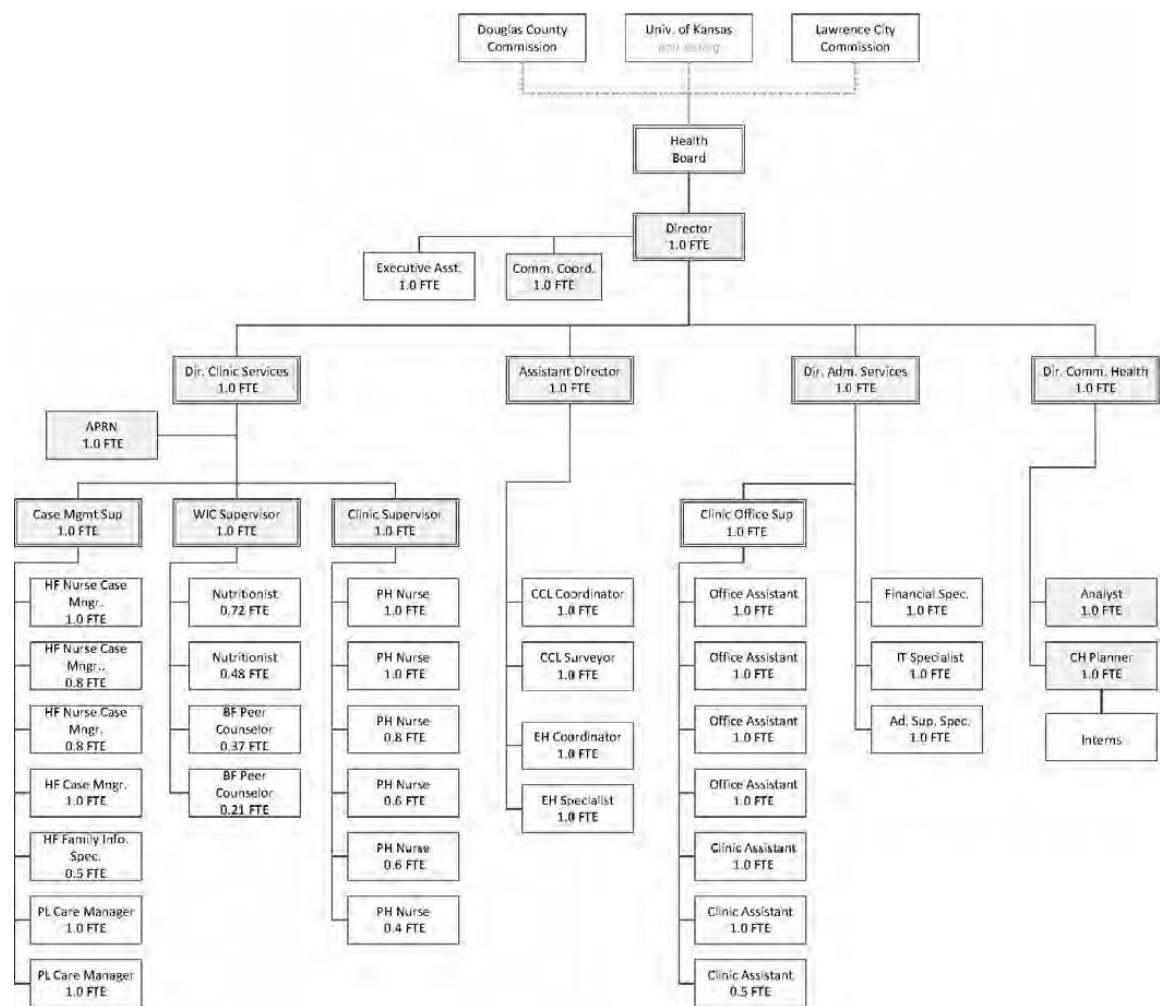 Douglas County
Commission
Univ. of Kansas
Lawrence City
Commission
Health
Board
Director
1.0 FTE
Executive Asst.
1.0 FTE
Comm. Coord.
1.0 FTE
Dir. Clinic Services
1.0 FTE
Assistant Director
1.0 FTE
Dir. Adm. Services
1.0 FTE
Dir. Comm. Health
1.0 FTE
APRN
1.0 FTE
Case Mgmt Sup
1.0 FTE
WIC Supervisor
1.0 FTE
Clinic Supervisor
1.0 FTE
Clinic Office Sup
1.0 FTE
HF Nurse Case
Mngr.
1.0 FTE
HF Nurse Case
Mngr..
0.8 FTE
HF Nurse Case
Mngr.
0.8 FTE
HF Case Mngr.
1.0 FTE
HF Family Info.
Spec.
0.5 FTE
PL Care Manager
1.0 FTE
PL Care Manager
1.0 FTE
Nutritionist
0.72 FTE
Nutritionist
0.48 FTE
BF Peer
Counselor
0.37 FTE
BF Peer
Counselor
0.21 FTE
PH Nurse
1.0 FTE
PH Nurse
1.0 FTE
PH Nurse
0.8 FTE
PH Nurse
0.6 FTE
PH Nurse
0.6 FTE
PH Nurse
0.4 FTE
CCL Coordinator
1.0 FTE
CCL Surveyor
1.0 FTE
EH Coordinator
1.0 FTE
EH Specialist
1.0 FTE
Office Assistant
1.0 FTE
Office Assistant
1.0 FTE
Office Assistant
1.0 FTE
Office Assistant
1.0 FTE
Clinic Assistant
1.0 FTE
Clinic Assistant
1.0 FTE
Clinic Assistant
0.5 FTE
Financial Spec.
1.0 FTE
IT Specialist
1.0 FTE
Ad. Sup. Spec.
1.0 FTE
Analyst
1.0 FTE
CH Planner
1.0 FTE
Interns